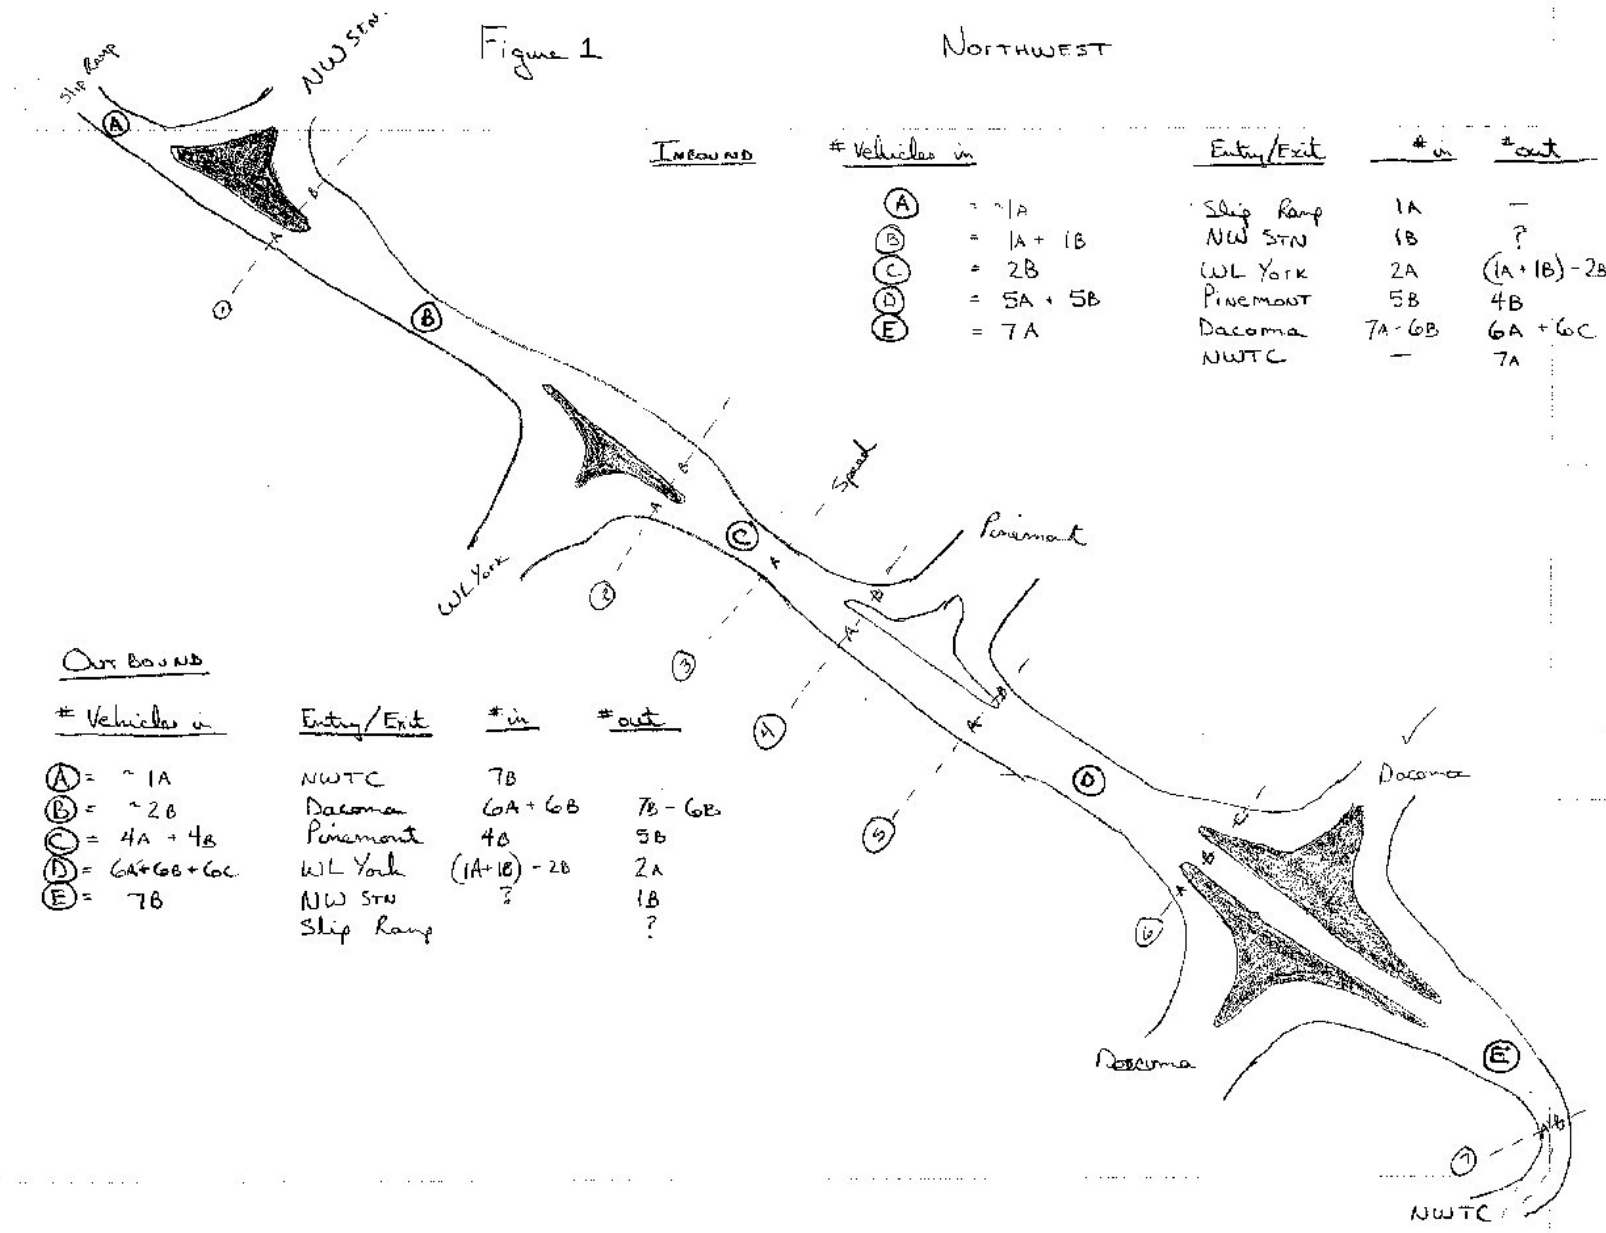 Figure 1
NORTHWEST
Slip Ramp
NW STN.
A
INBOUND # Vehicles in Entry/Exit # in # out
A = ~1A Slip Ramp 1A —
B = 1A + 1B NW STN 1B ?
C = 2B WL York 2A (1A + 1B) - 2B
D = 5A + 5B Pinemont 5B 4B
E = 7A Dacoma 7A - 6B 6A + 6C
NWTC — 7A
B
A
1
B
B
A
Speed
C
A
Pinemont
WL York
2
B
A
3
OUTBOUND
# Vehicles in Entry/Exit # in # out
A = ~1A NWTC 7B
B = ~2B Dacoma 6A + 6B 7B - 6B
C = 4A + 4B Pinemont 4B 5B
D = 6A+6B+6C WL York (1A+1B) - 2B 2A
E = 7B NW STN ? 1B
Slip Ramp ?
4
B
A
D
Dacoma
5
C
B
A
6
Dacoma
E
A B
7
NWTC